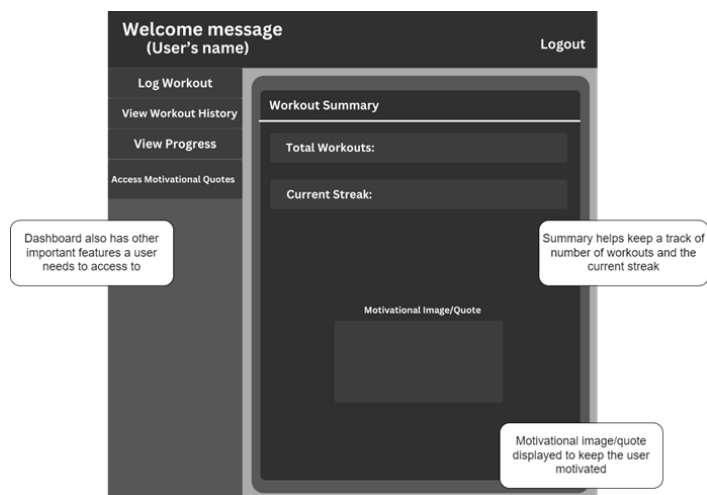 Welcome message
(User's name)
Logout
Log Workout
View Workout History
View Progress
Access Motivational Quotes
Workout Summary
Total Workouts:
Current Streak:
Dashboard also has other
important features a user
needs to access to
Summary helps keep a track of
number of workouts and the
current streak
Motivational Image/Quote
Motivational image/quote
displayed to keep the user
motivated